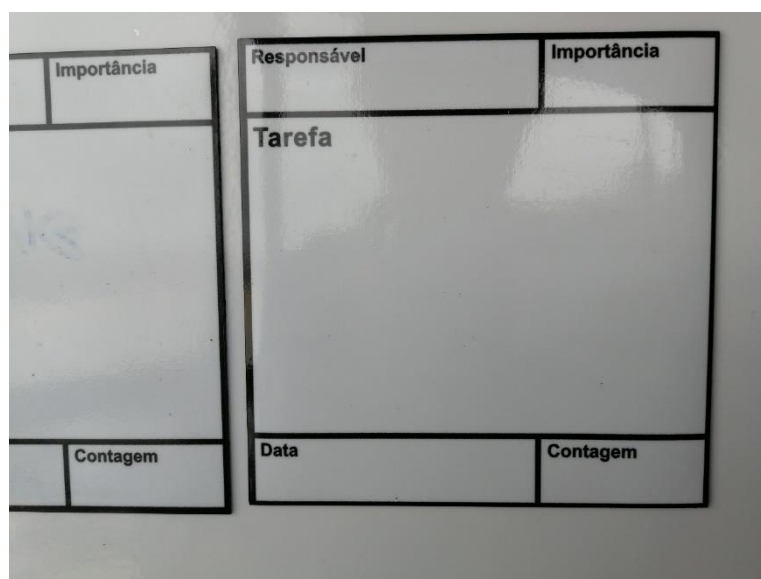 Importância
Contagem
Responsável Importância
Tarefa
Data Contagem